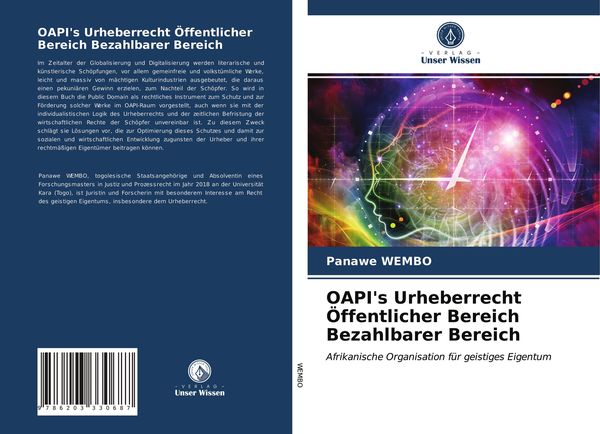 OAPI's Urheberrecht Öffentlicher
Bereich Bezahlbarer Bereich
Im Zeitalter der Globalisierung und Digitalisierung werden literarische und
künstlerische Schöpfungen, vor allem gemeinfreie und volkstümliche Werke,
leicht und massiv von mächtigen Kulturindustrien ausgebeutet, die daraus
einen pekuniären Gewinn erzielen, zum Nachteil der Schöpfer. So wird in
diesem Buch die Public Domain als rechtliches Instrument zum Schutz und zur
Förderung solcher Werke im OAPI-Raum vorgestellt, auch wenn sie mit der
individualistischen Logik des Urheberrechts und der zeitlichen Befristung der
wirtschaftlichen Rechte der Schöpfer unvereinbar ist. Zu diesem Zweck
schlägt sie Lösungen vor, die zur Optimierung dieses Schutzes und damit zur
sozialen und wirtschaftlichen Entwicklung zugunsten der Urheber und ihrer
rechtmäßigen Eigentümer beitragen können.
Panawe WEMBO, togolesische Staatsangehörige und Absolventin eines
Forschungsmasters in Justiz und Prozessrecht im Jahr 2018 an der Universität
Kara (Togo), ist Juristin und Forscherin mit besonderem Interesse am Recht
des geistigen Eigentums, insbesondere dem Urheberrecht.
9 786203 330687
VERLAG
Unser Wissen
WEMBO
VERLAG
Unser Wissen
Panawe WEMBO
OAPI's Urheberrecht
Öffentlicher Bereich
Bezahlbarer Bereich
Afrikanische Organisation für geistiges Eigentum